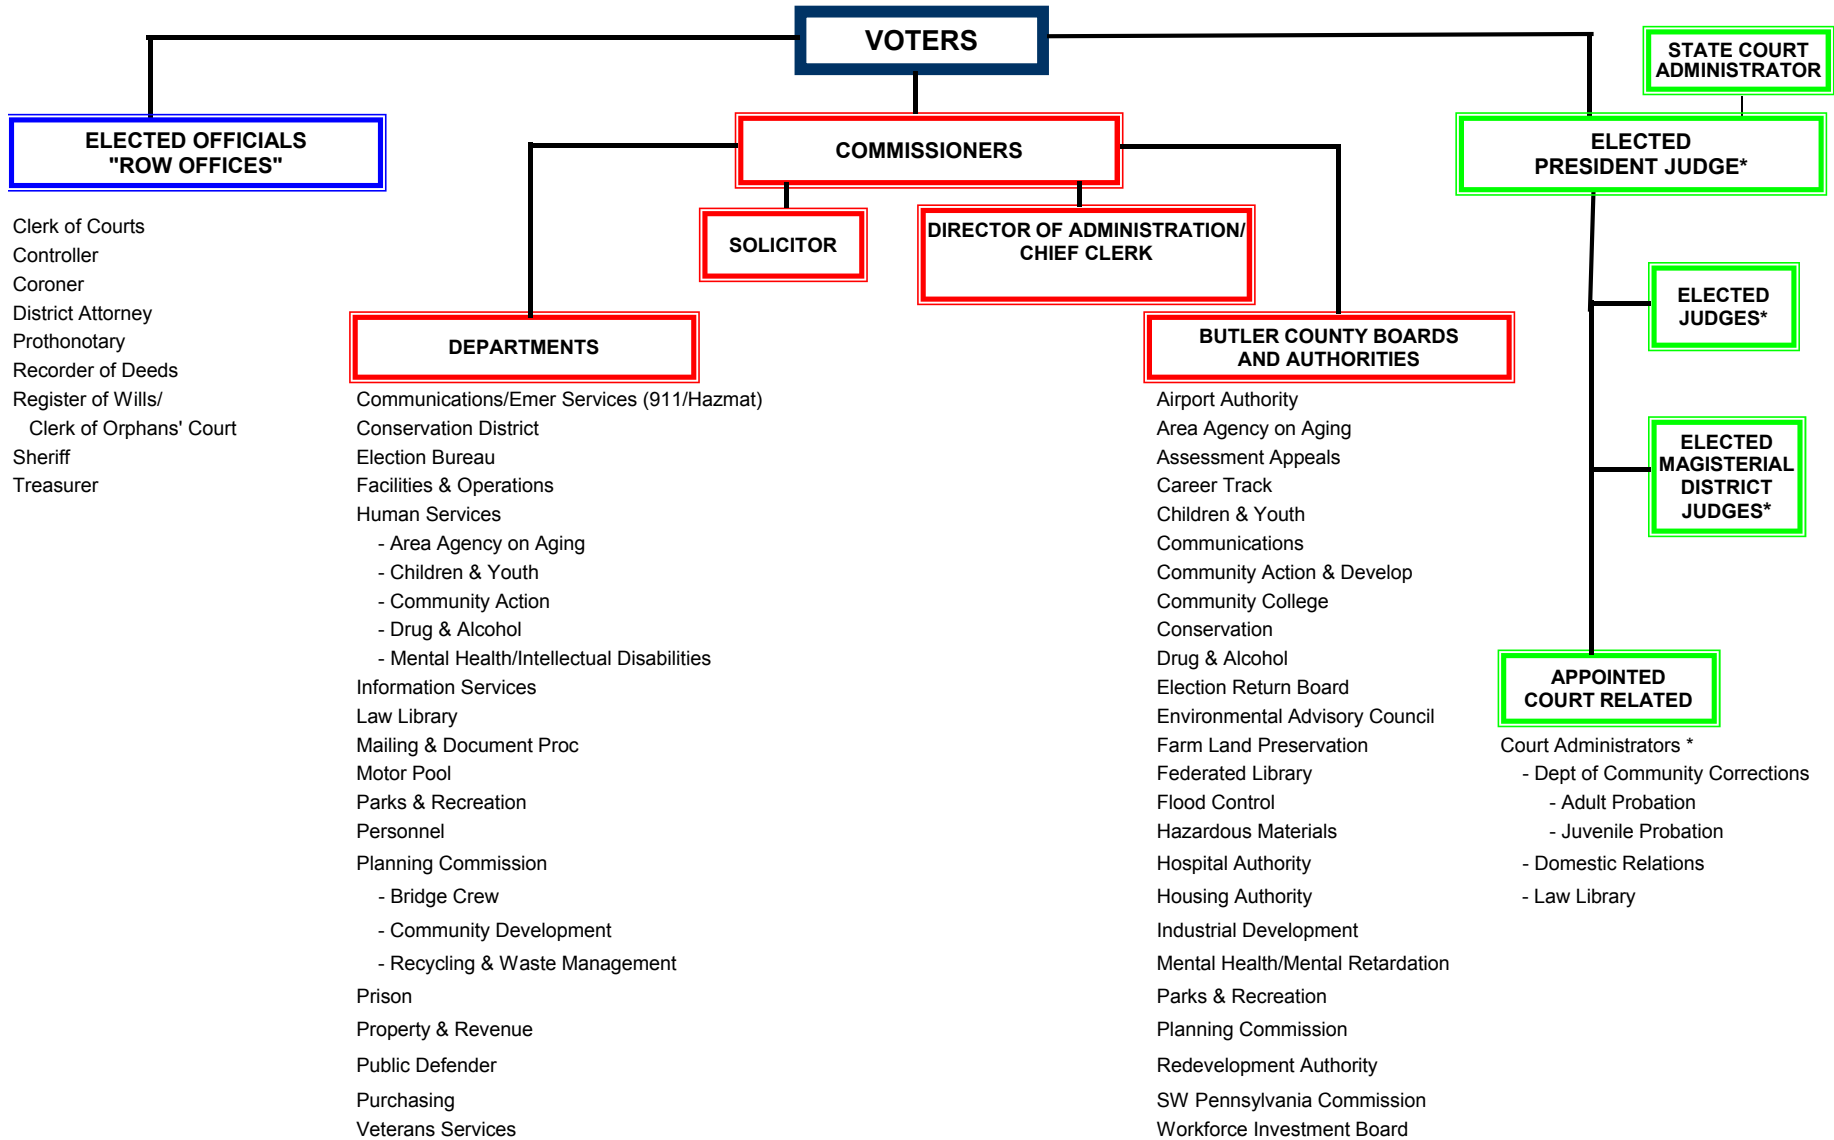 VOTERS
STATE COURT
ADMINISTRATOR
ELECTED OFFICIALS
"ROW OFFICES"
COMMISSIONERS
ELECTED
PRESIDENT JUDGE*
SOLICITOR
DIRECTOR OF ADMINISTRATION/
CHIEF CLERK
Clerk of Courts
Controller
Coroner
District Attorney
Prothonotary
Recorder of Deeds
Register of Wills/
Clerk of Orphans' Court
Sheriff
Treasurer
DEPARTMENTS
Communications/Emer Services (911/Hazmat)
Conservation District
Election Bureau
Facilities & Operations
Human Services
- Area Agency on Aging
- Children & Youth
- Community Action
- Drug & Alcohol
- Mental Health/Intellectual Disabilities
Information Services
Law Library
Mailing & Document Proc
Motor Pool
Parks & Recreation
Personnel
Planning Commission
- Bridge Crew
- Community Development
- Recycling & Waste Management
Prison
Property & Revenue
Public Defender
Purchasing
Veterans Services
BUTLER COUNTY BOARDS
AND AUTHORITIES
Airport Authority
Area Agency on Aging
Assessment Appeals
Career Track
Children & Youth
Communications
Community Action & Develop
Community College
Conservation
Drug & Alcohol
Election Return Board
Environmental Advisory Council
Farm Land Preservation
Federated Library
Flood Control
Hazardous Materials
Hospital Authority
Housing Authority
Industrial Development
Mental Health/Mental Retardation
Parks & Recreation
Planning Commission
Redevelopment Authority
SW Pennsylvania Commission
Workforce Investment Board
ELECTED
JUDGES*
ELECTED
MAGISTERIAL
DISTRICT
JUDGES*
APPOINTED
COURT RELATED
Court Administrators *
- Dept of Community Corrections
- Adult Probation
- Juvenile Probation
- Domestic Relations
- Law Library